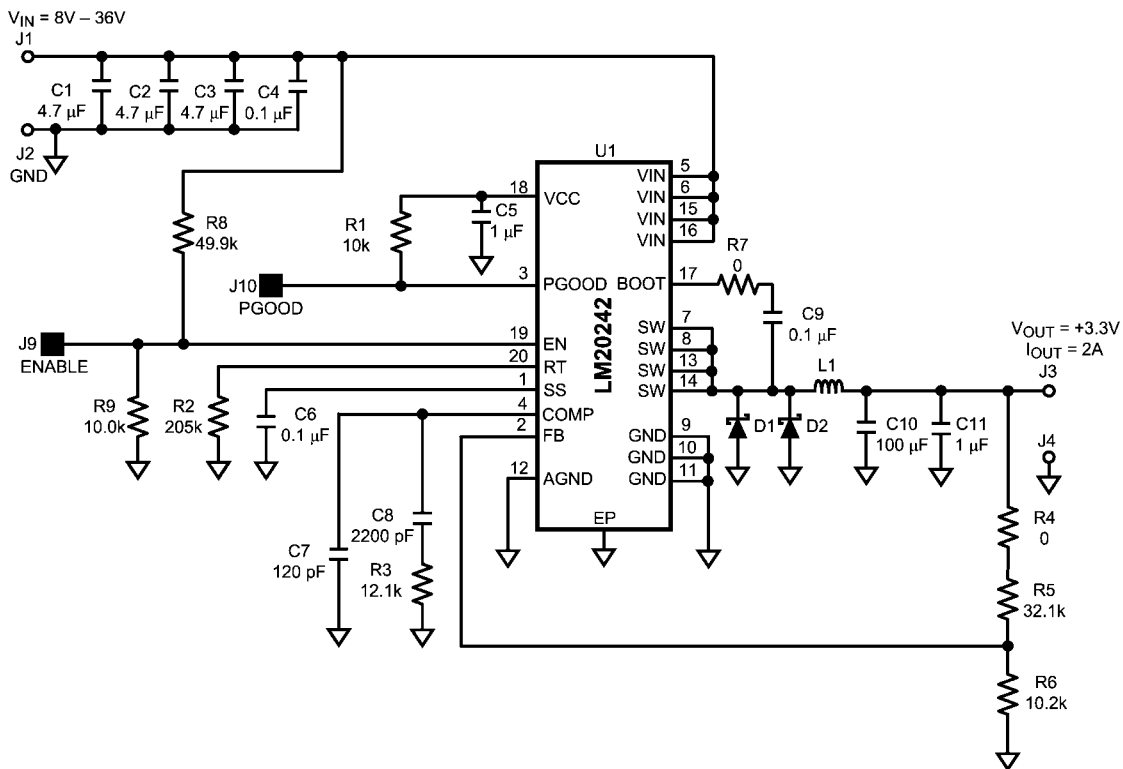 V_IN = 8V – 36V
J1
C1
4.7 µF
C2
4.7 µF
C3
4.7 µF
C4
0.1 µF
J2
GND
R8
49.9k
R1
10k
C5
1 µF
J10
PGOOD
J9
ENABLE
R9
10.0k
R2
205k
C6
0.1 µF
C7
120 pF
C8
2200 pF
R3
12.1k
U1
LM20242
18 VCC
3 PGOOD
19 EN
20 RT
1 SS
4 COMP
2 FB
12 AGND
EP
VIN 5
VIN 6
VIN 15
VIN 16
BOOT 17
SW 7
SW 8
SW 13
SW 14
GND 9
GND 10
GND 11
R7
0
C9
0.1 µF
D1
D2
L1
C10
100 µF
C11
1 µF
V_OUT = +3.3V
I_OUT = 2A
J3
J4
R4
0
R5
32.1k
R6
10.2k